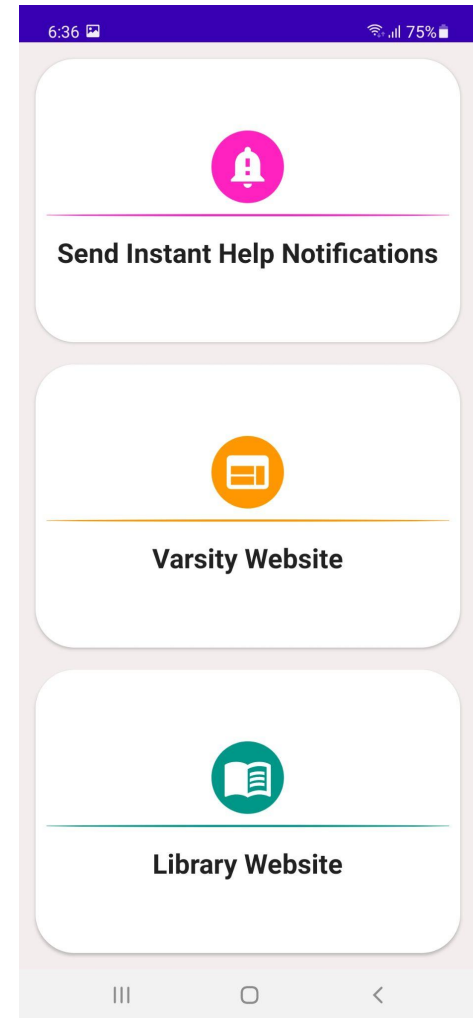 6:36
75%
Send Instant Help Notifications
Varsity Website
Library Website